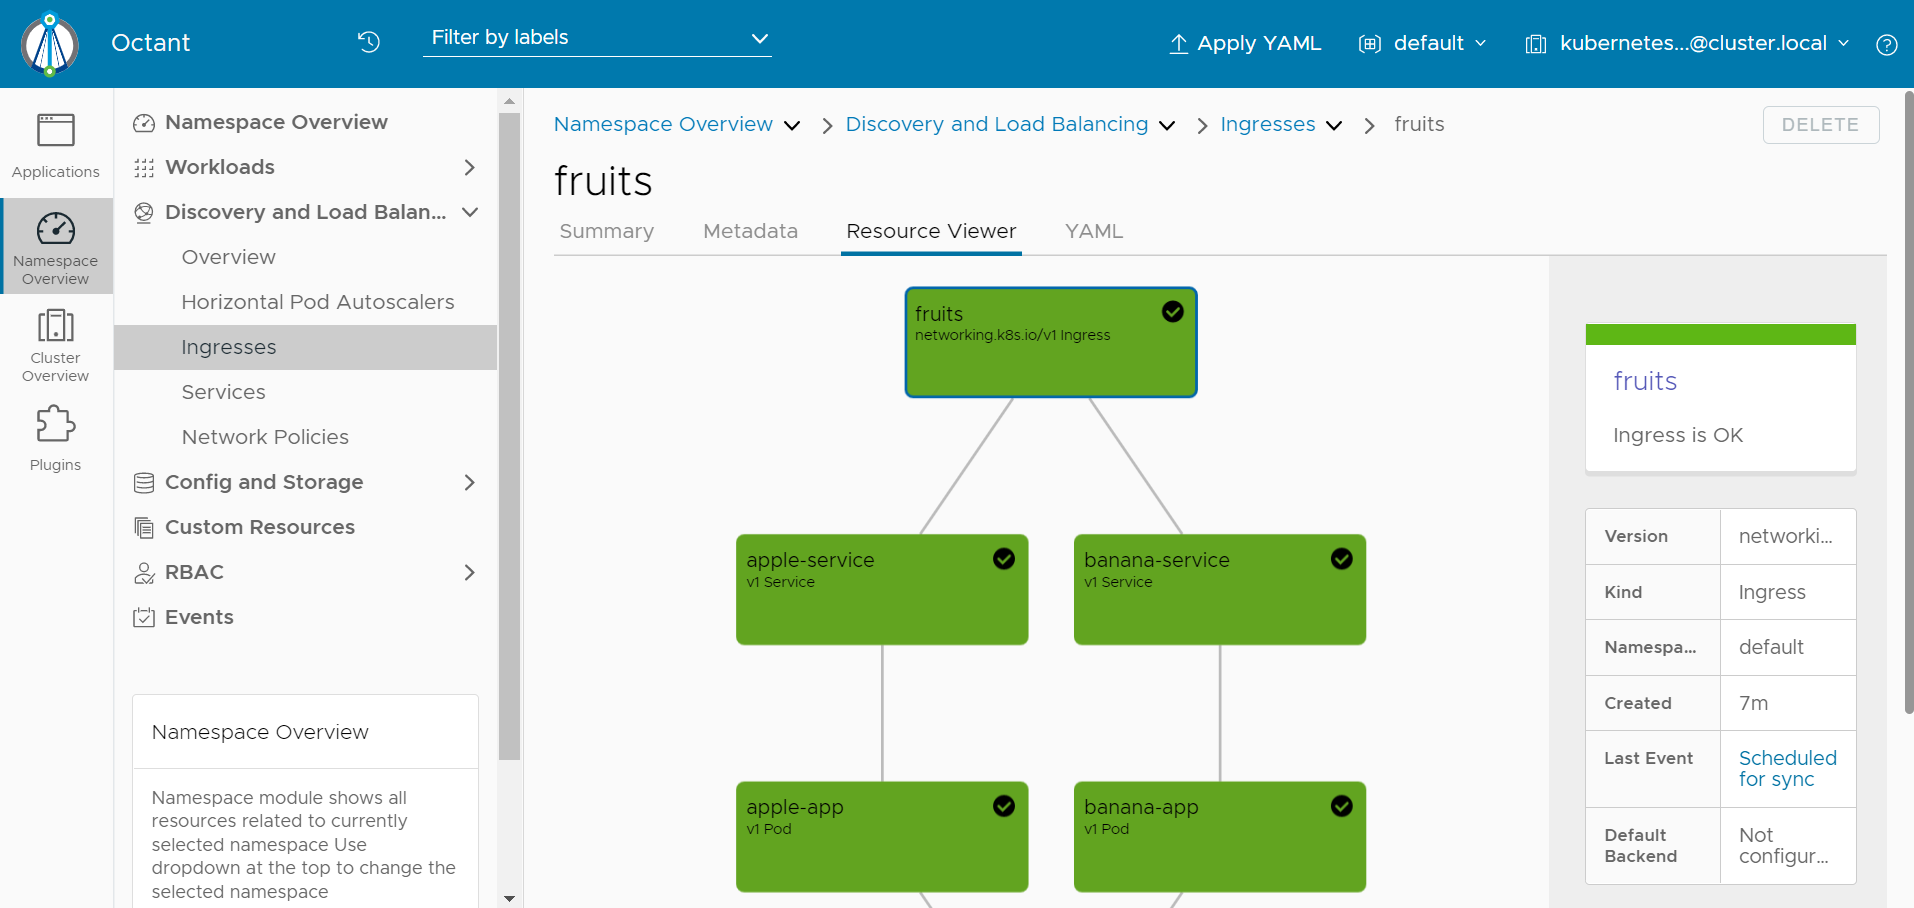 Octant
Filter by labels
Apply YAML
default
kubernetes...@cluster.local
Applications
Namespace
Overview
Cluster
Overview
Plugins
Namespace Overview
Workloads
Discovery and Load Balan...
Overview
Horizontal Pod Autoscalers
Ingresses
Services
Network Policies
Config and Storage
Custom Resources
RBAC
Events
Namespace Overview
Namespace module shows all
resources related to currently
selected namespace Use
dropdown at the top to change the
selected namespace
Namespace Overview > Discovery and Load Balancing > Ingresses > fruits
DELETE
fruits
Summary
Metadata
Resource Viewer
YAML
fruits
networking.k8s.io/v1 Ingress
apple-service
v1 Service
banana-service
v1 Service
apple-app
v1 Pod
banana-app
v1 Pod
fruits
Ingress is OK
Version networki...
Kind Ingress
Namespa... default
Created 7m
Last Event Scheduled
for sync
Default Not
Backend configur...